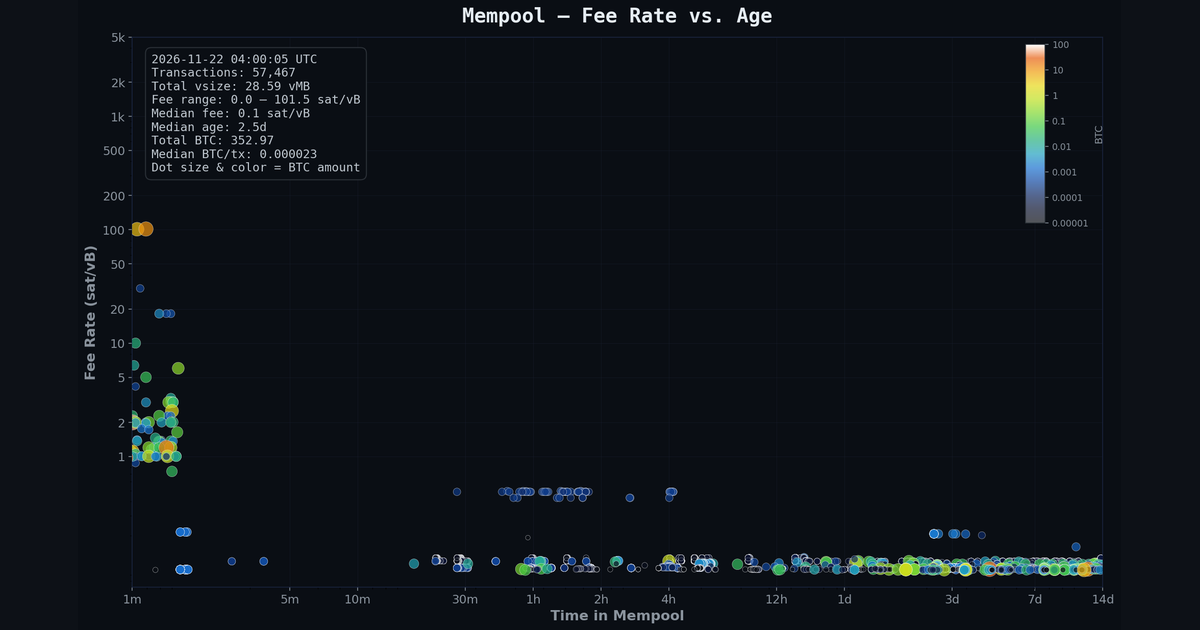 Mempool — Fee Rate vs. Age
2026-11-22 04:00:05 UTC
Transactions: 57,467
Total vsize: 28.59 vMB
Fee range: 0.0 — 101.5 sat/vB
Median fee: 0.1 sat/vB
Median age: 2.5d
Total BTC: 352.97
Median BTC/tx: 0.000023
Dot size & color = BTC amount
5k
2k
1k
500
200
100
50
20
10
5
2
1
Fee Rate (sat/vB)
100
10
1
0.1
0.01
0.001
0.0001
0.00001
BTC
1m 5m 10m 30m 1h 2h 4h 12h 1d 3d 7d 14d
Time in Mempool